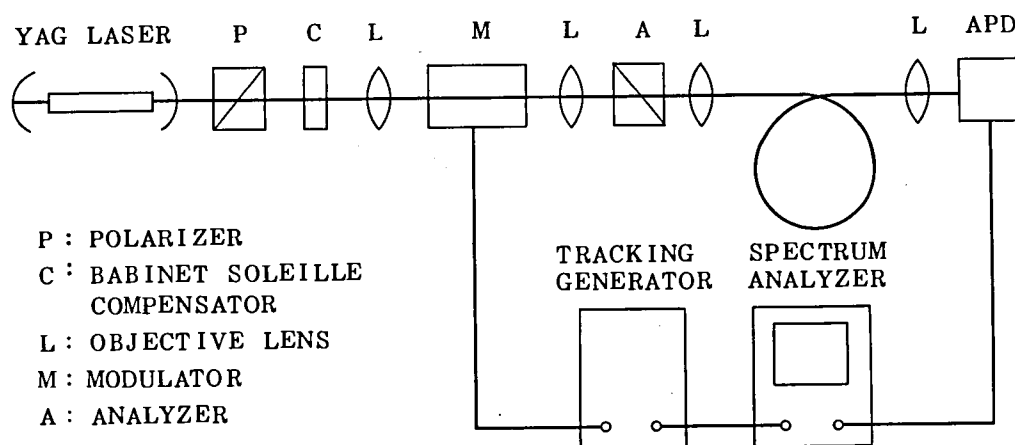 YAG LASER P C L M L A L L APD
P : POLARIZER
C : BABINET SOLEILLE
COMPENSATOR
L : OBJECTIVE LENS
M : MODULATOR
A : ANALYZER
TRACKING
GENERATOR
SPECTRUM
ANALYZER